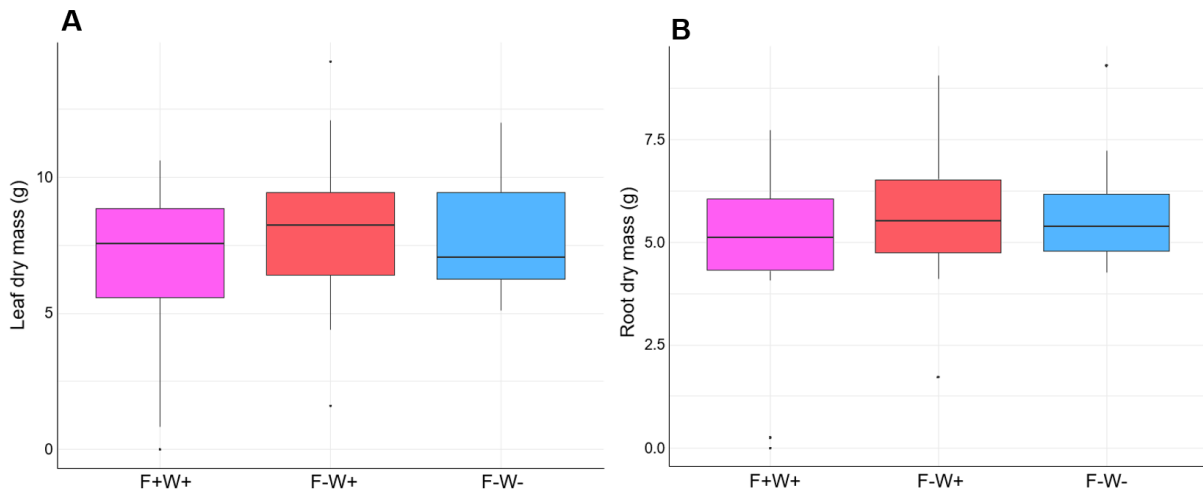 A
Leaf dry mass (g)
10
5
0
F+W+ F-W+ F-W-
B
Root dry mass (g)
7.5
5.0
2.5
0.0
F+W+ F-W+ F-W-